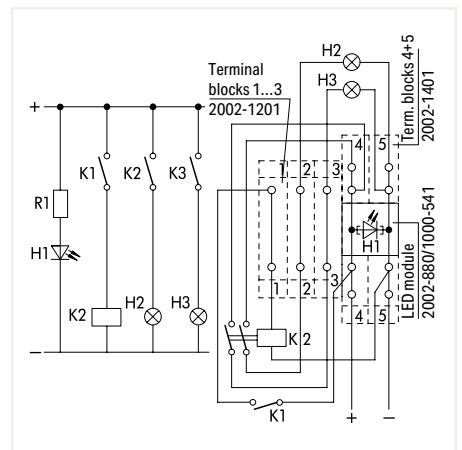 H2
H3
Terminal
blocks 1...3
2002-1201
Term. blocks 4+5
2002-1401
+
K1
K2
K3
1
2
3
4
5
R1
H1
H1
LED module
2002-880/1000-541
K2
H2
H3
1
2
3
4
5
K2
−
K1
+
−